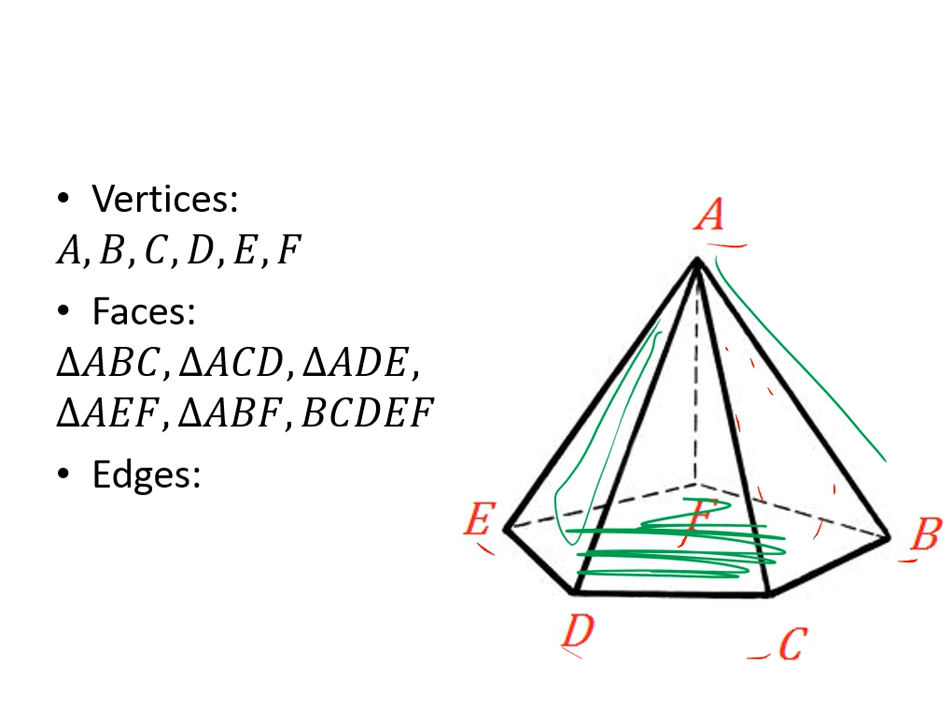 • Vertices:
A, B, C, D, E, F
• Faces:
ΔABC, ΔACD, ΔADE,
ΔAEF, ΔABF, BCDEF
• Edges:
A
E
F
B
D
C